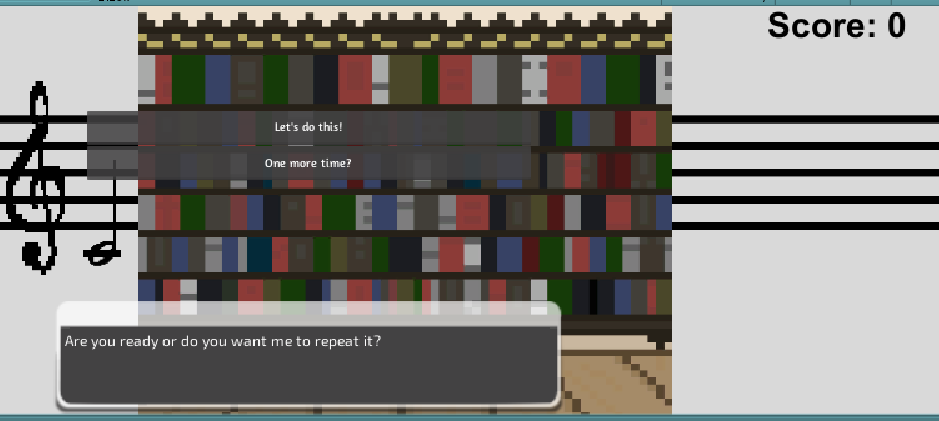 Score: 0
Let's do this!
One more time?
Are you ready or do you want me to repeat it?